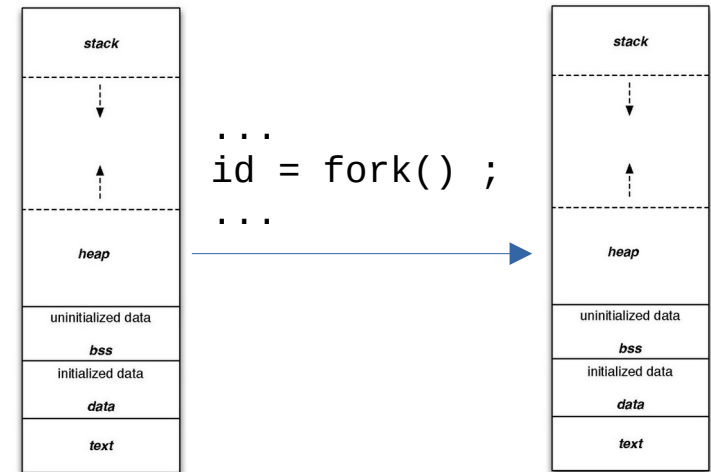 stack
heap
uninitialized data
bss
initialized data
data
text
...
id = fork() ;
...
stack
heap
uninitialized data
bss
initialized data
data
text